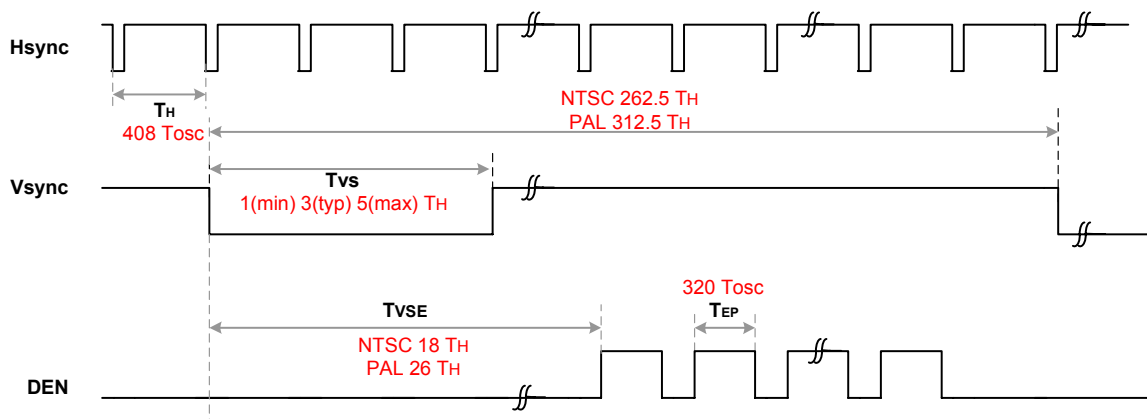 Hsync
TH
408 Tosc
NTSC 262.5 TH
PAL 312.5 TH
Vsync
Tvs
1(min) 3(typ) 5(max) TH
TVSE
NTSC 18 TH
PAL 26 TH
320 Tosc
TEP
DEN